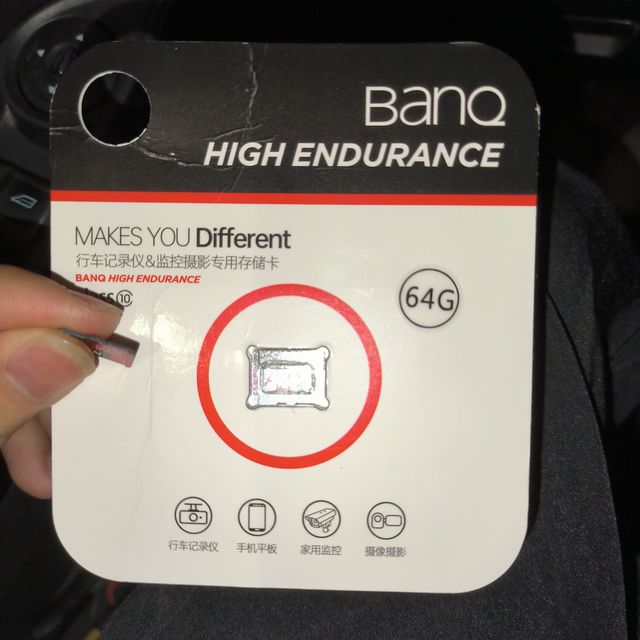 BanQ
HIGH ENDURANCE
MAKES YOU Different
行车记录仪&监控摄影专用存储卡
BANQ HIGH ENDURANCE
10
64G
行车记录仪 手机平板 家用监控 摄像摄影